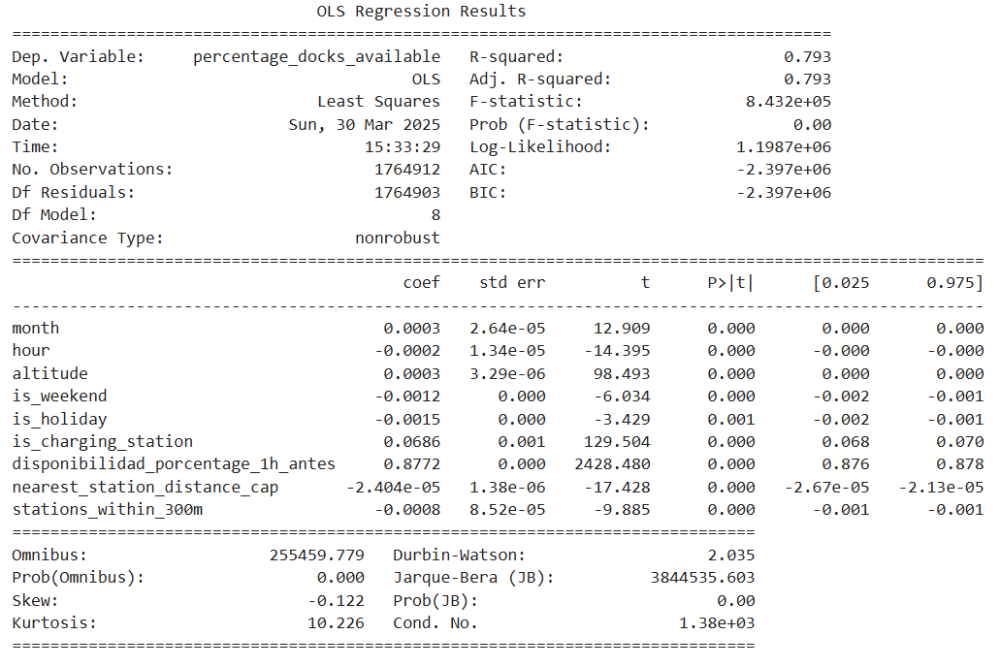 OLS Regression Results
==============================================================================
Dep. Variable: percentage_docks_available R-squared: 0.793
Model: OLS Adj. R-squared: 0.793
Method: Least Squares F-statistic: 8.432e+05
Date: Sun, 30 Mar 2025 Prob (F-statistic): 0.00
Time: 15:33:29 Log-Likelihood: 1.1987e+06
No. Observations: 1764912 AIC: -2.397e+06
Df Residuals: 1764903 BIC: -2.397e+06
Df Model: 8
Covariance Type: nonrobust
==============================================================================
coef std err t P>|t| [0.025 0.975]
------------------------------------------------------------------------------
month 0.0003 2.64e-05 12.909 0.000 0.000 0.000
hour -0.0002 1.34e-05 -14.395 0.000 -0.000 -0.000
altitude 0.0003 3.29e-06 98.493 0.000 0.000 0.000
is_weekend -0.0012 0.000 -6.034 0.000 -0.002 -0.001
is_holiday -0.0015 0.000 -3.429 0.001 -0.002 -0.001
is_charging_station 0.0686 0.001 129.504 0.000 0.068 0.070
disponibilidad_porcentage_1h_antes 0.8772 0.000 2428.480 0.000 0.876 0.878
nearest_station_distance_cap -2.404e-05 1.38e-06 -17.428 0.000 -2.67e-05 -2.13e-05
stations_within_300m -0.0008 8.52e-05 -9.885 0.000 -0.001 -0.001
==============================================================================
Omnibus: 255459.779 Durbin-Watson: 2.035
Prob(Omnibus): 0.000 Jarque-Bera (JB): 3844535.603
Skew: -0.122 Prob(JB): 0.00
Kurtosis: 10.226 Cond. No. 1.38e+03
==============================================================================